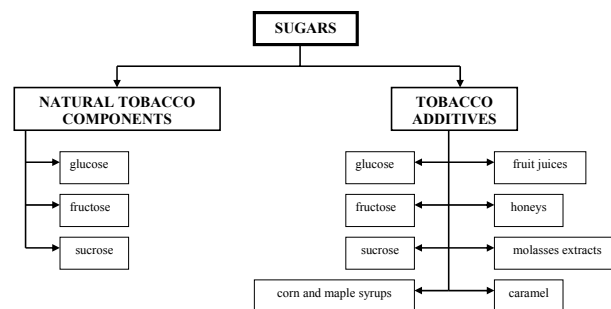 SUGARS
NATURAL TOBACCO
COMPONENTS
glucose
fructose
sucrose
TOBACCO
ADDITIVES
glucose
fruit juices
fructose
honeys
sucrose
molasses extracts
corn and maple syrups
caramel